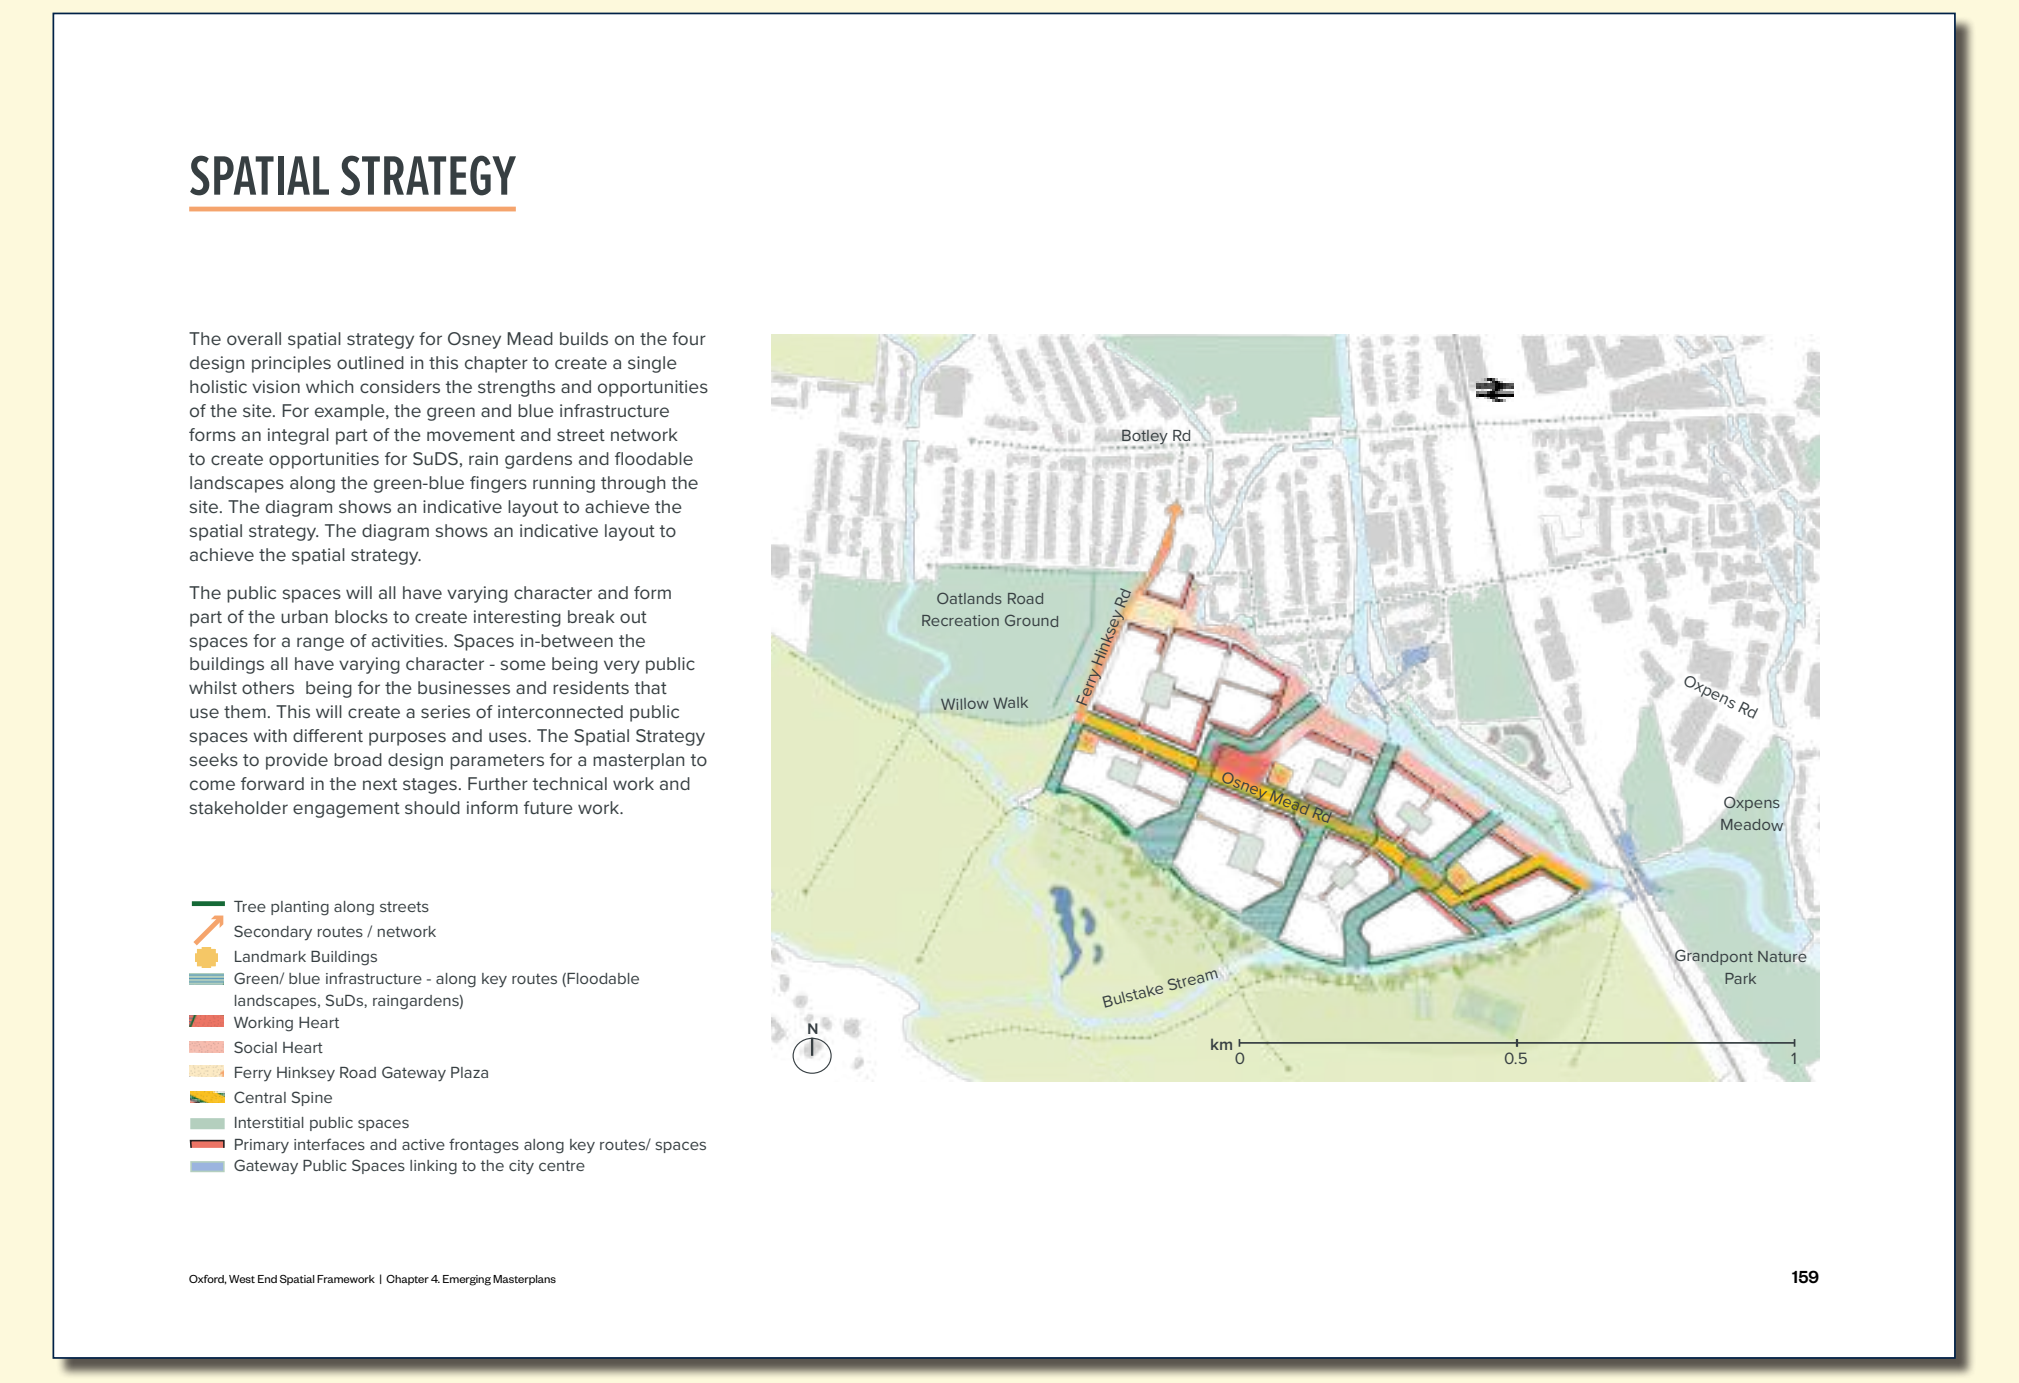 SPATIAL STRATEGY
The overall spatial strategy for Osney Mead builds on the four
design principles outlined in this chapter to create a single
holistic vision which considers the strengths and opportunities
of the site. For example, the green and blue infrastructure
forms an integral part of the movement and street network
to create opportunities for SuDS, rain gardens and floodable
landscapes along the green-blue fingers running through the
site. The diagram shows an indicative layout to achieve the
spatial strategy. The diagram shows an indicative layout to
achieve the spatial strategy.
The public spaces will all have varying character and form
part of the urban blocks to create interesting break out
spaces for a range of activities. Spaces in-between the
buildings all have varying character - some being very public
whilst others  being for the businesses and residents that
use them. This will create a series of interconnected public
spaces with different purposes and uses. The Spatial Strategy
seeks to provide broad design parameters for a masterplan to
come forward in the next stages. Further technical work and
stakeholder engagement should inform future work.
Tree planting along streets
Secondary routes / network
Landmark Buildings
Green/ blue infrastructure - along key routes (Floodable
landscapes, SuDs, raingardens)
Working Heart
Social Heart
Ferry Hinksey Road Gateway Plaza
Central Spine
Interstitial public spaces
Primary interfaces and active frontages along key routes/ spaces
Gateway Public Spaces linking to the city centre
Botley Rd
Oatlands Road
Recreation Ground
Ferry Hinksey Rd
Willow Walk
Oxpens Rd
Osney Mead Rd
Oxpens
Meadow
Grandpont Nature
Park
Bulstake Stream
N
km
0
0.5
1
Oxford, West End Spatial Framework | Chapter 4. Emerging Masterplans
159